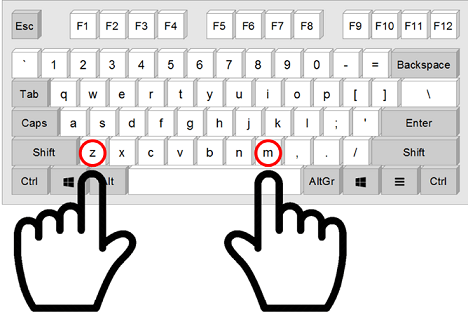 Esc F1 F2 F3 F4 F5 F6 F7 F8 F9 F10 F11 F12
` 1 2 3 4 5 6 7 8 9 0 - = Backspace
Tab q w e r t y u i o p [ ] \
Caps a s d f g h j k l ; ' Enter
Shift z x c v b n m , . / Shift
Ctrl Alt AltGr Ctrl